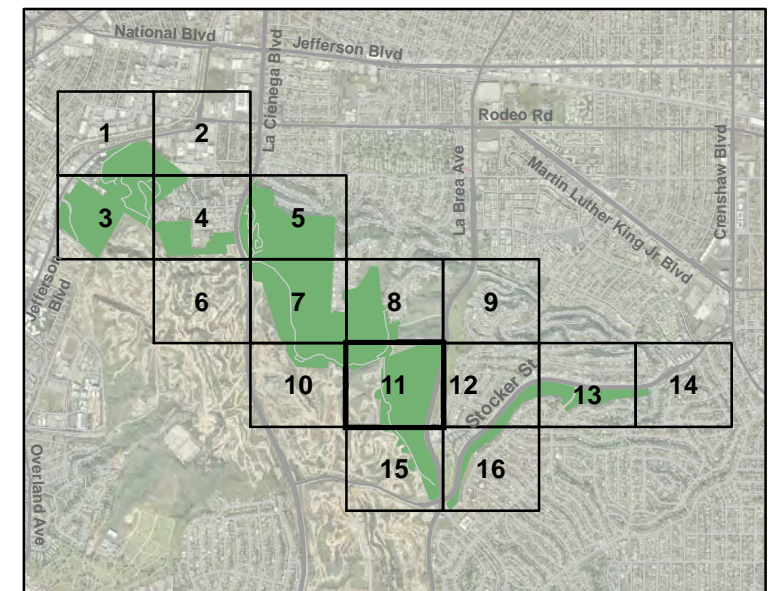 National Blvd
Jefferson Blvd
La Cienega Blvd
Rodeo Rd
La Brea Ave
Martin Luther King Jr Blvd
Crenshaw Blvd
1
2
3
4
5
Jefferson
Blvd
6
7
8
9
10
11
12
Stocker St
13
14
15
16
Overland Ave